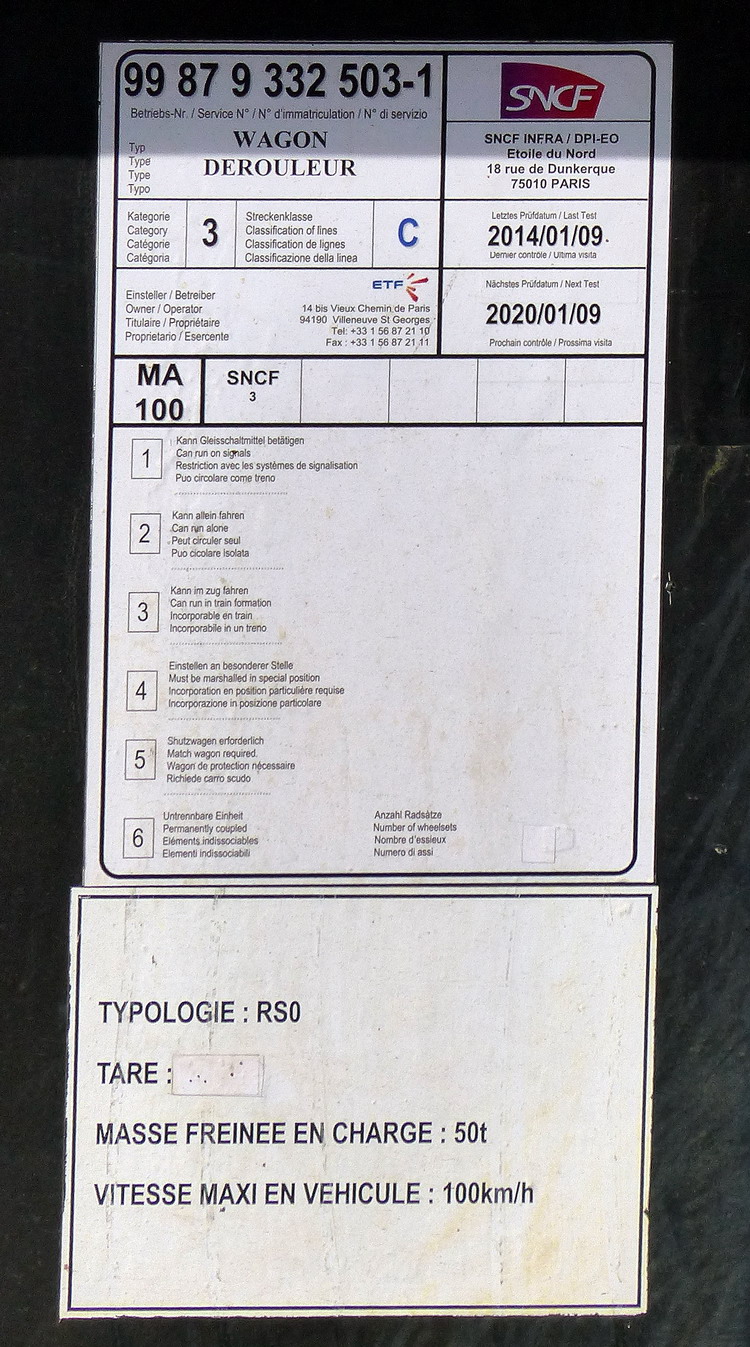 99 87 9 332 503-1
Betriebs-Nr. / Service N° / N° d'immatriculation / N° di servizio
Typ
Type
Type
Typo
WAGON
DEROULEUR
SNCF
SNCF INFRA / DPI-EO
Etoile du Nord
18 rue de Dunkerque
75010 PARIS
Kategorie
Category
Catégorie
Catégoria
3
Streckenklasse
Classification of lines
Classification de lignes
Classificazione della linea
C
Letztes Prüfdatum / Last Test
2014/01/09
Dernier contrôle / Ultima visita
Einsteller / Betreiber
Owner / Operator
Titulaire / Propriétaire
Proprietario / Esercente
ETF
14 bis Vieux Chemin de Paris
94190 Villeneuve St Georges
Tel: +33 1 56 87 21 10
Fax : +33 1 56 87 21 11
Nächstes Prüfdatum / Next Test
2020/01/09
Prochain contrôle / Prossima visita
MA
100
SNCF
3
1
Kann Gleisschaltmittel betätigen
Can run on signals
Restriction avec les systèmes de signalisation
Puo circolare come treno
2
Kann allein fahren
Can run alone
Peut circuler seul
Puo cicolare isolata
3
Kann im zug fahren
Can run in train formation
Incorporable en train
Incorporabile in un treno
4
Einstellen an besonderer Stelle
Must be marshalled in special position
Incorporation en position particulière requise
Incorporazione in posizione particolare
5
Shutzwagen erforderlich
Match wagon required.
Wagon de protection nécessaire
Richiede carro scudo
6
Untrennbare Einheit
Permanently coupled
Eléments indissociables
Elementi indissociabili
Anzahl Radsätze
Number of wheelsets
Nombre d'essieux
Numero di assi
TYPOLOGIE : RS0
TARE :
MASSE FREINEE EN CHARGE : 50t
VITESSE MAXI EN VEHICULE : 100km/h